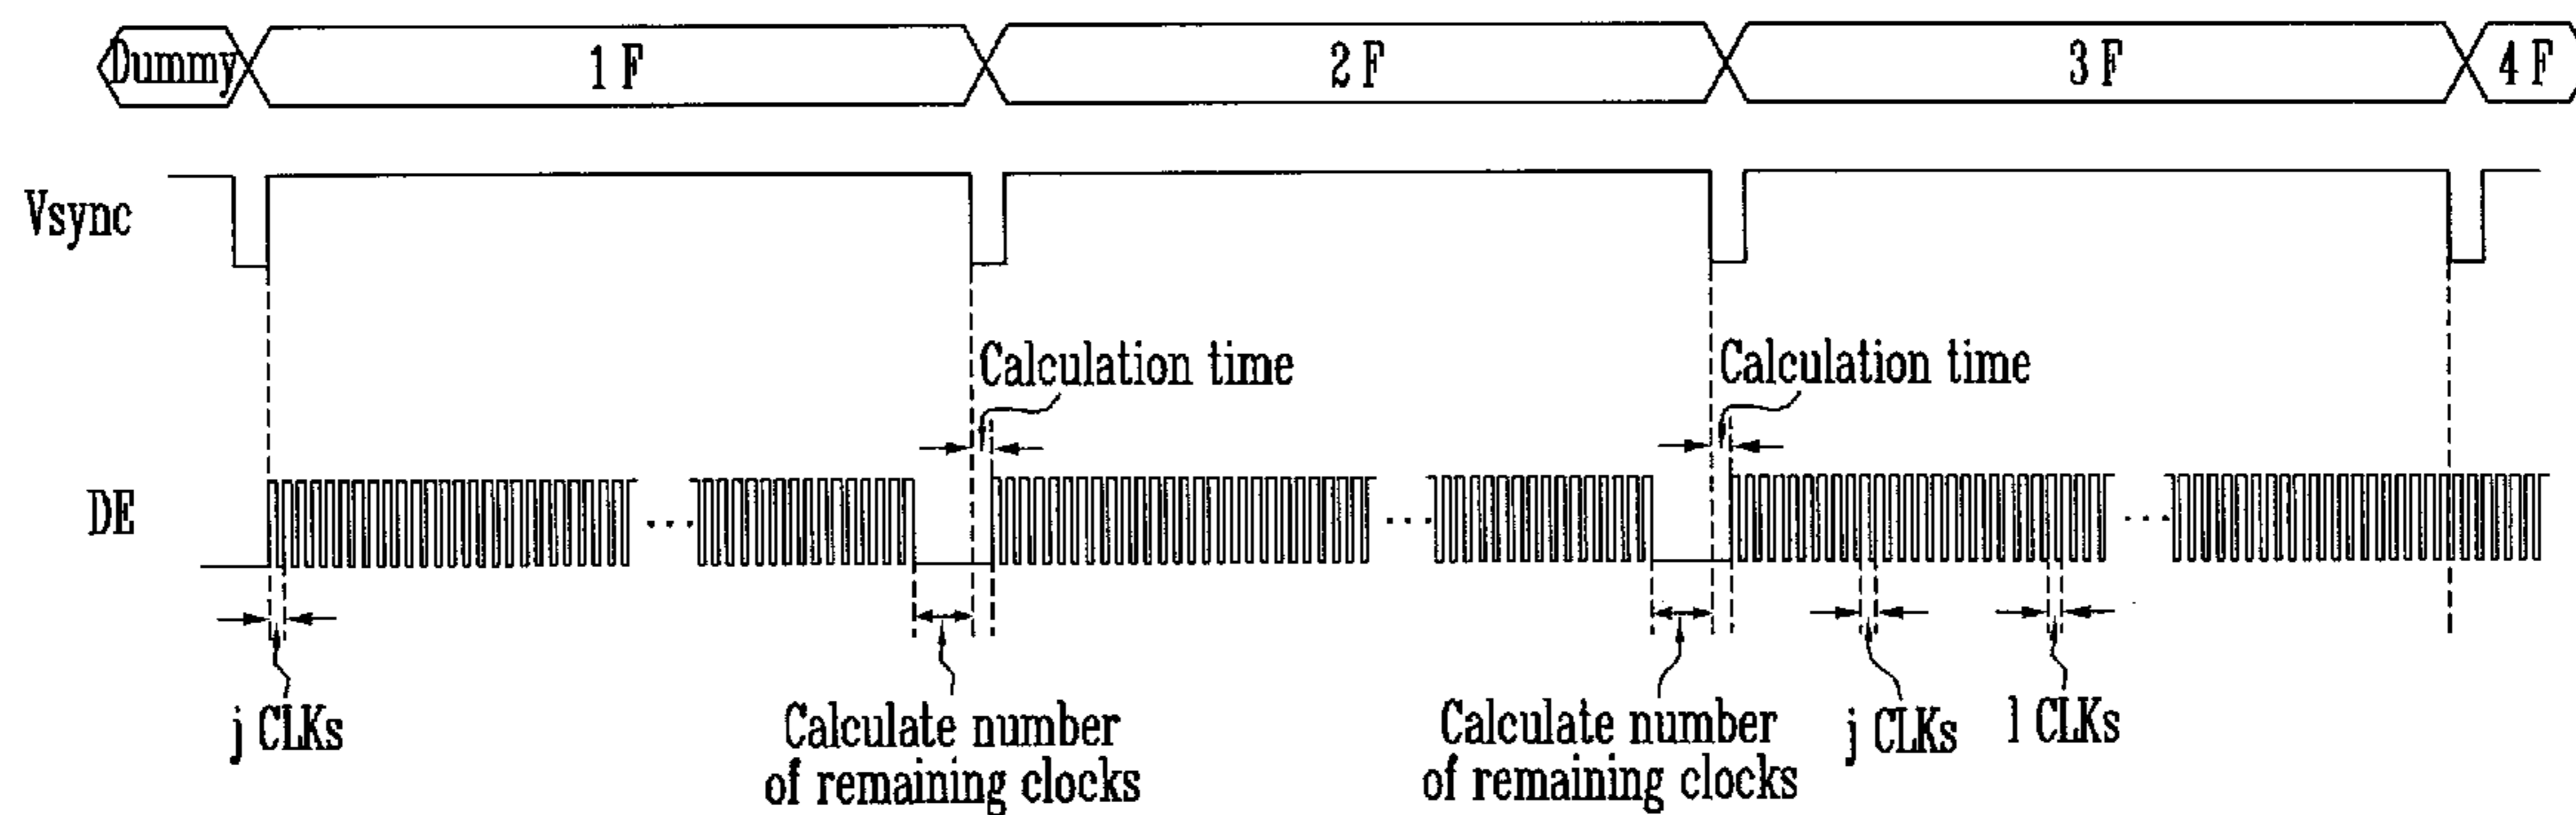 Dummy
1 F
2 F
3 F
4 F
Vsync
Calculation time
Calculation time
DE
...
...
...
j CLKs
Calculate number
of remaining clocks
Calculate number
of remaining clocks
j CLKs
l CLKs